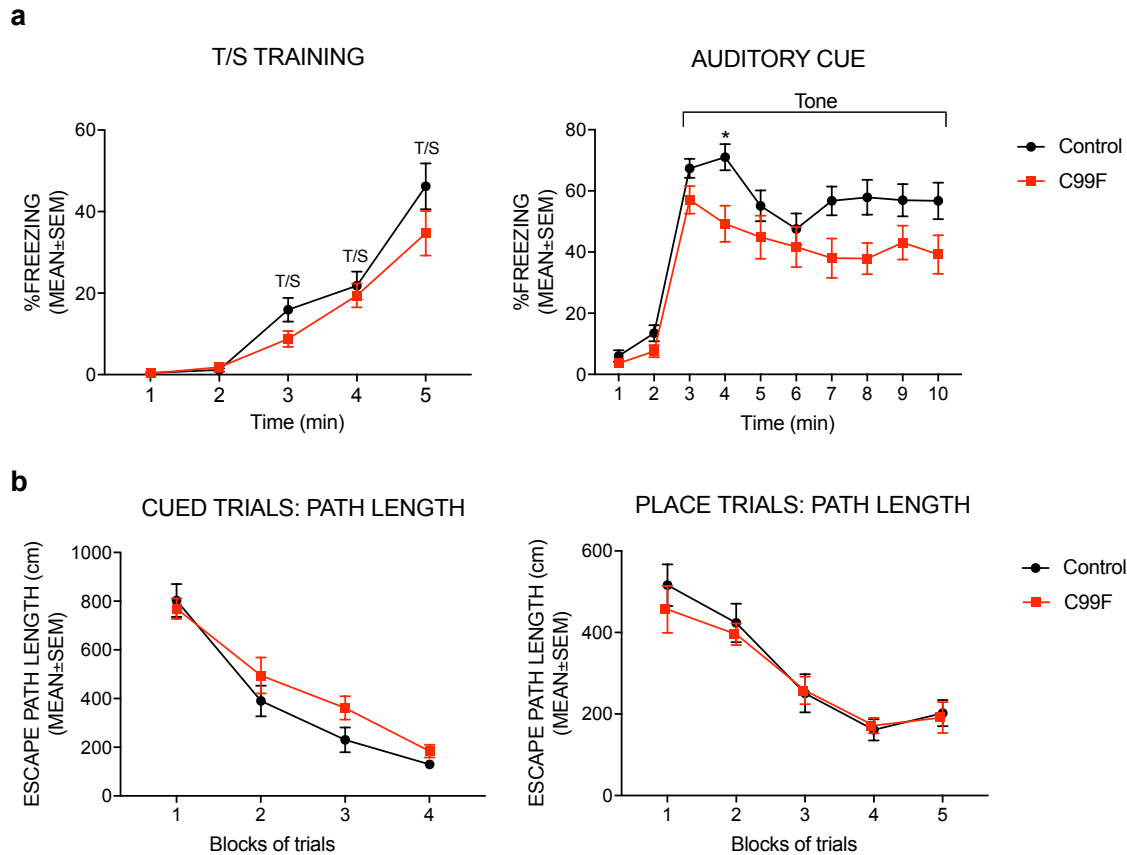 a
T/S TRAINING
AUDITORY CUE
Tone
%FREEZING
(MEAN±SEM)
60
40
20
0
T/S
T/S
T/S
1 2 3 4 5
Time (min)
%FREEZING
(MEAN±SEM)
80
60
40
20
0
*
1 2 3 4 5 6 7 8 9 10
Time (min)
Control
C99F
b
CUED TRIALS: PATH LENGTH
PLACE TRIALS: PATH LENGTH
ESCAPE PATH LENGTH (cm)
(MEAN±SEM)
1000
800
600
400
200
0
1 2 3 4
Blocks of trials
ESCAPE PATH LENGTH (cm)
(MEAN±SEM)
600
400
200
0
1 2 3 4 5
Blocks of trials
Control
C99F